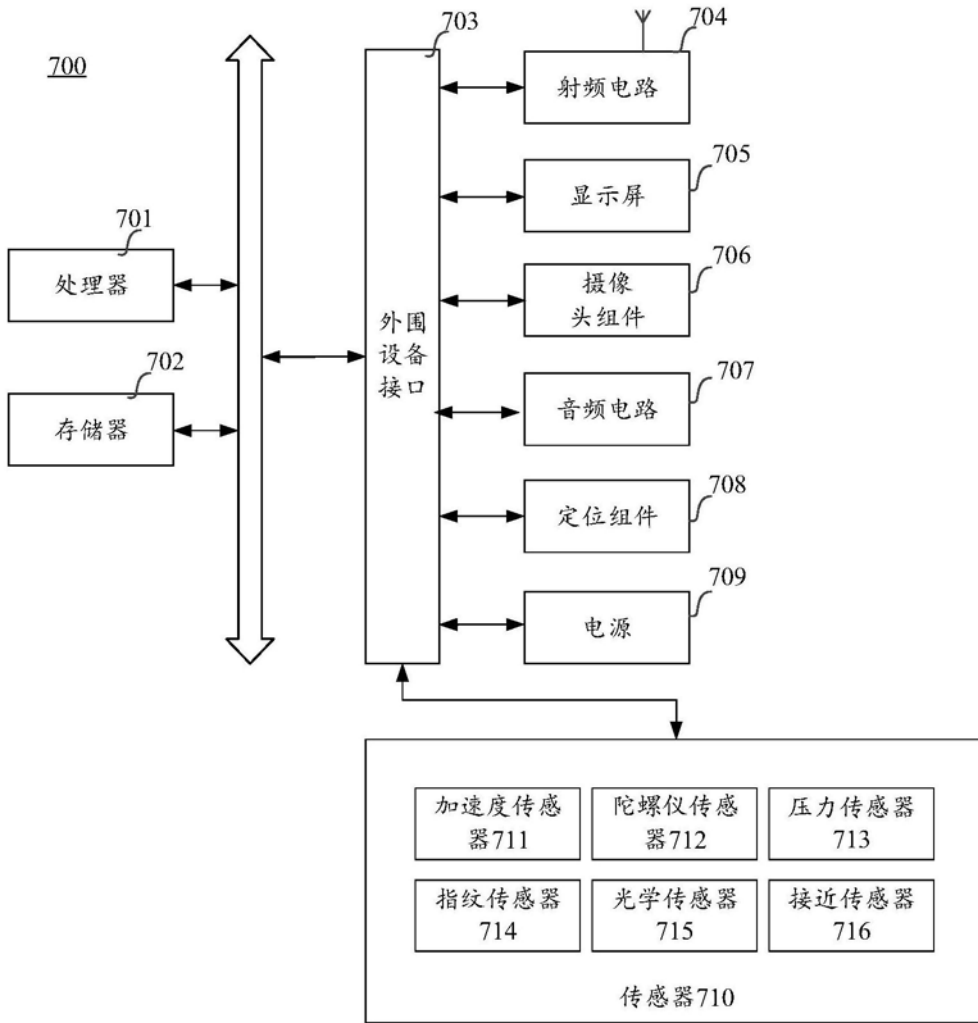 700
701
处理器
702
存储器
703
外围
设备
接口
704
射频电路
705
显示屏
706
摄像
头组件
707
音频电路
708
定位组件
709
电源
加速度传感
器711
陀螺仪传感
器712
压力传感器
713
指纹传感器
714
光学传感器
715
接近传感器
716
传感器710